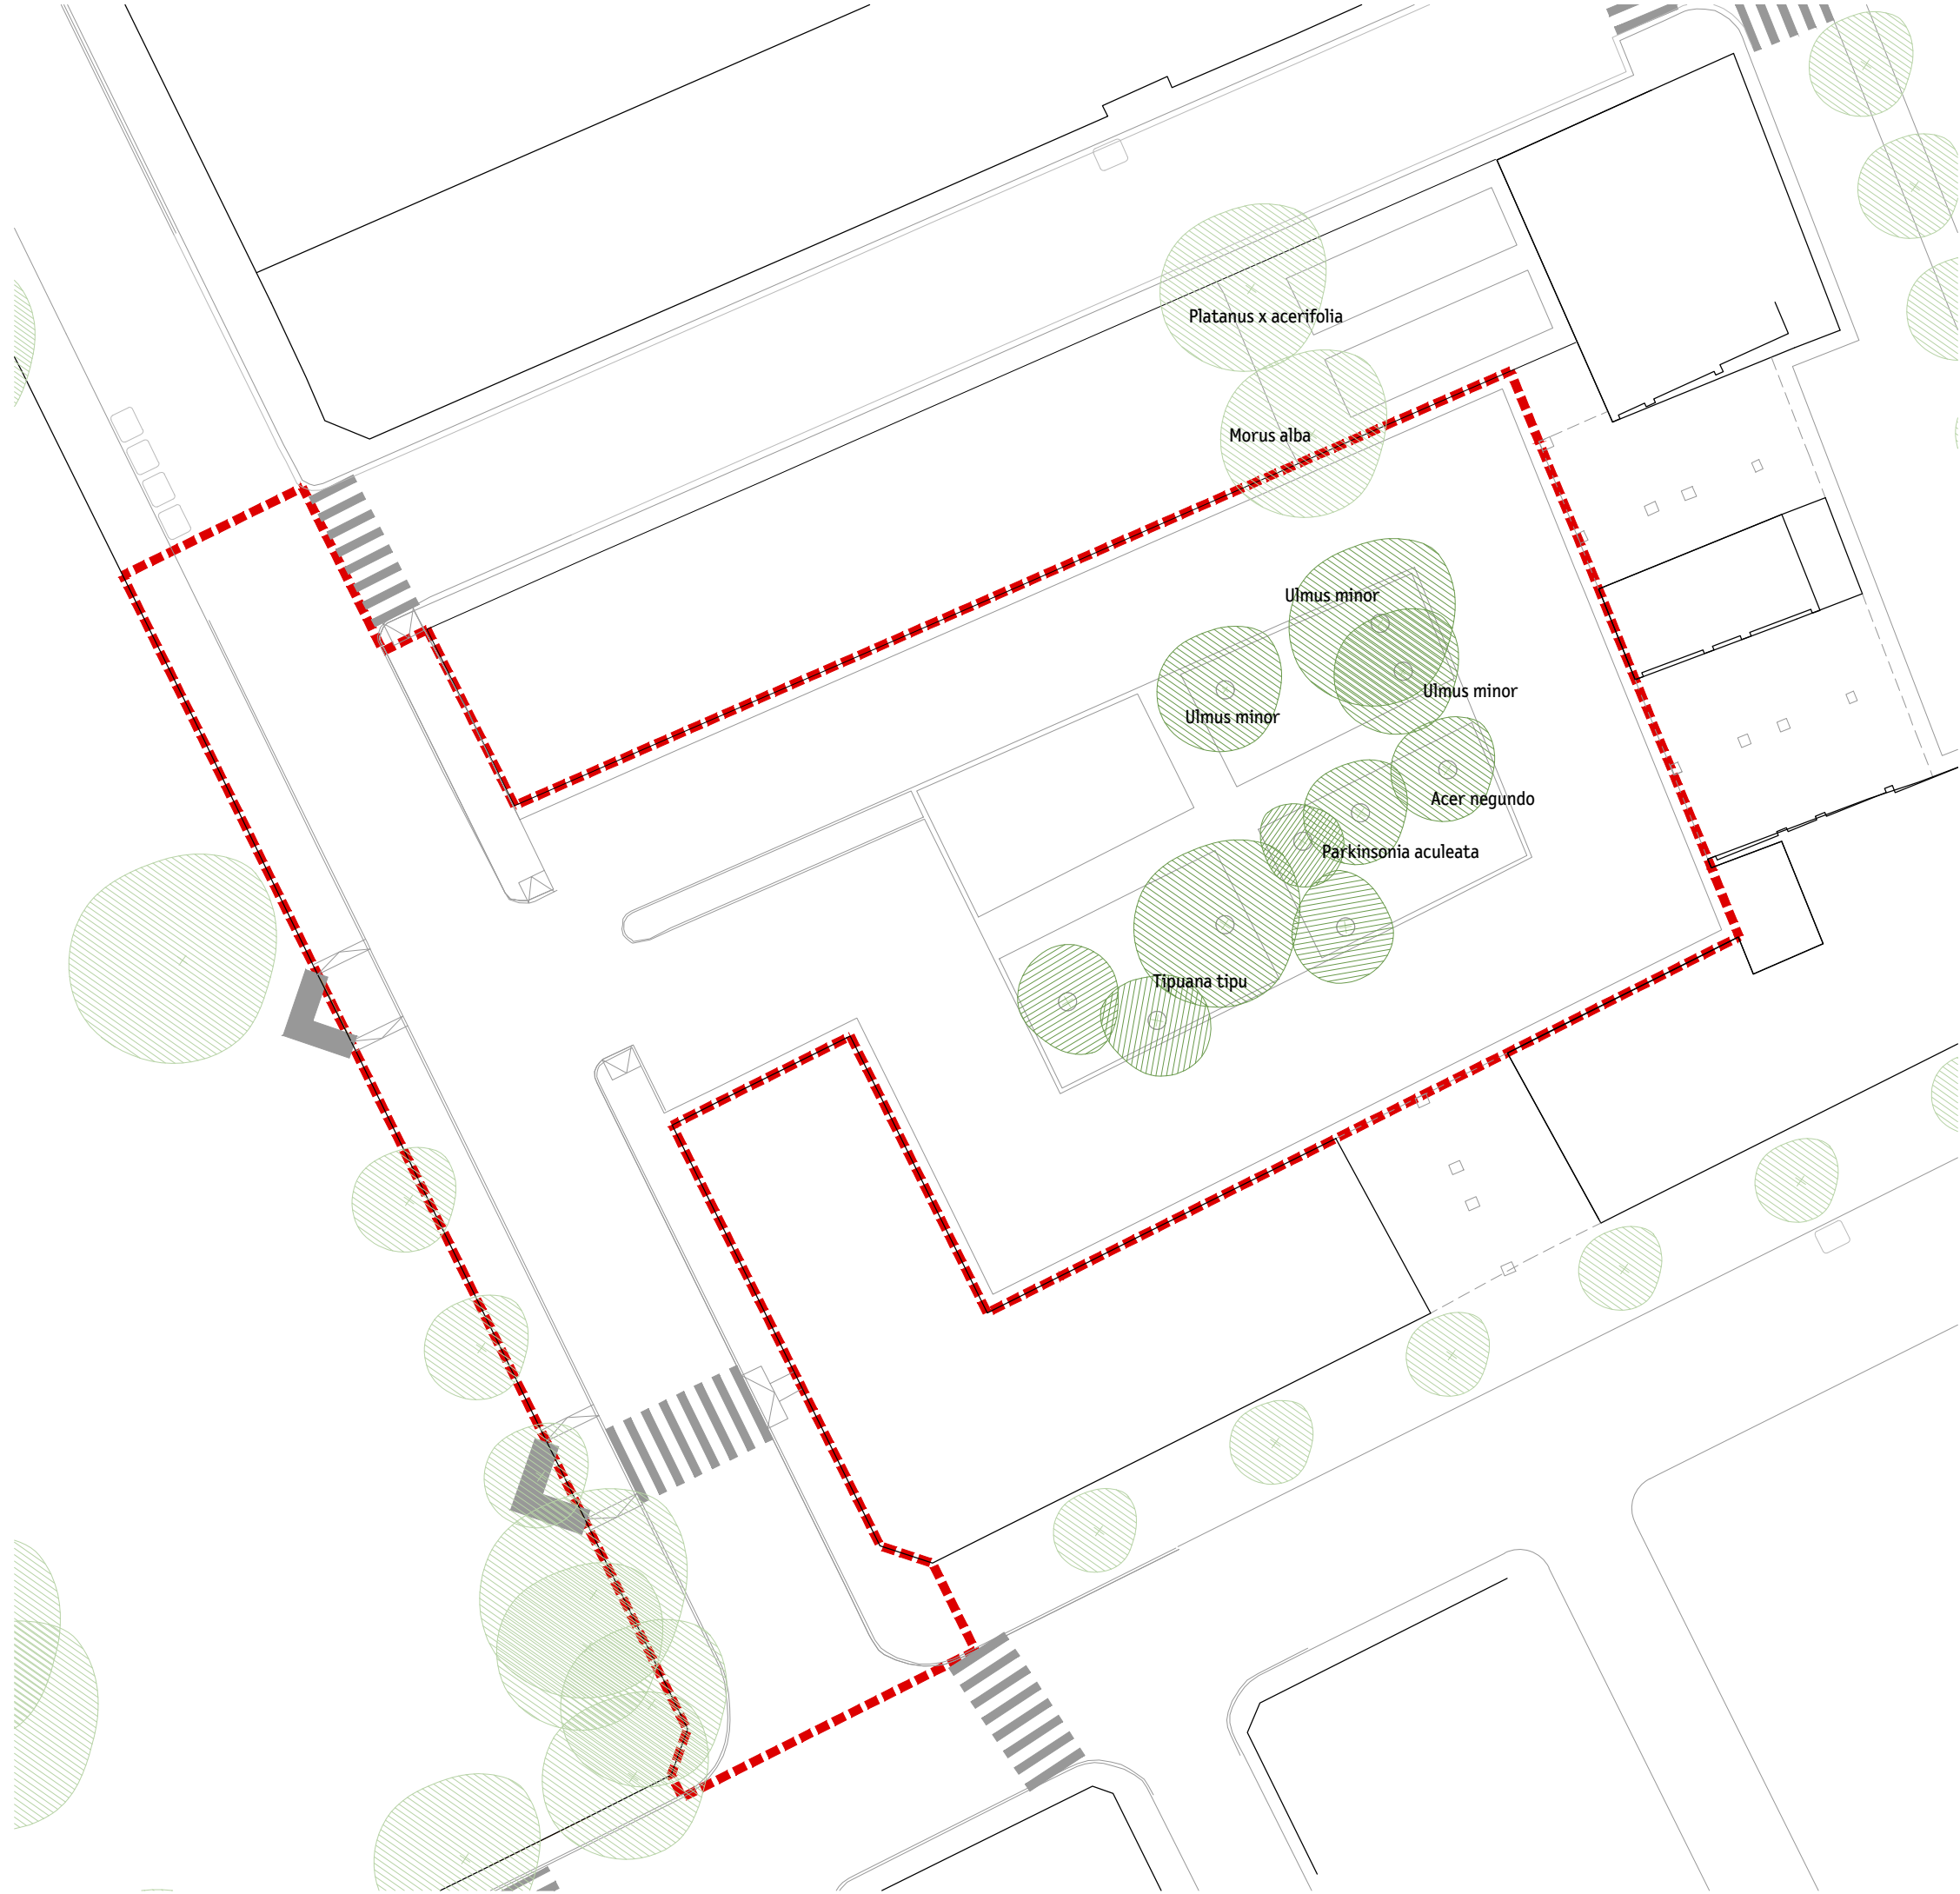 Platanus x acerifolia
Morus alba
Ulmus minor
Ulmus minor
Ulmus minor
Acer negundo
Parkinsonia aculeata
Tipuana tipu